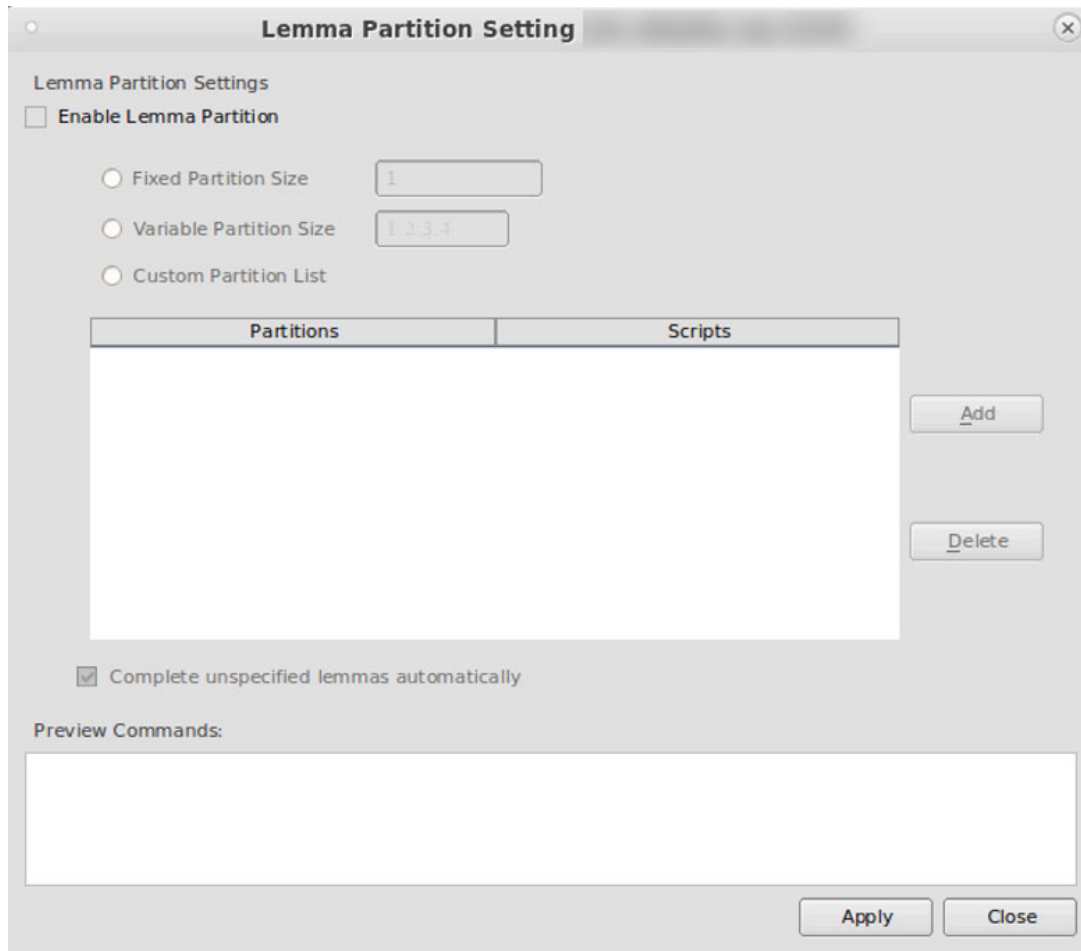 Lemma Partition Setting
Lemma Partition Settings
Enable Lemma Partition
Fixed Partition Size 1
Variable Partition Size 1,2,3,4
Custom Partition List
Partitions Scripts
Add
Delete
Complete unspecified lemmas automatically
Preview Commands:
Apply Close